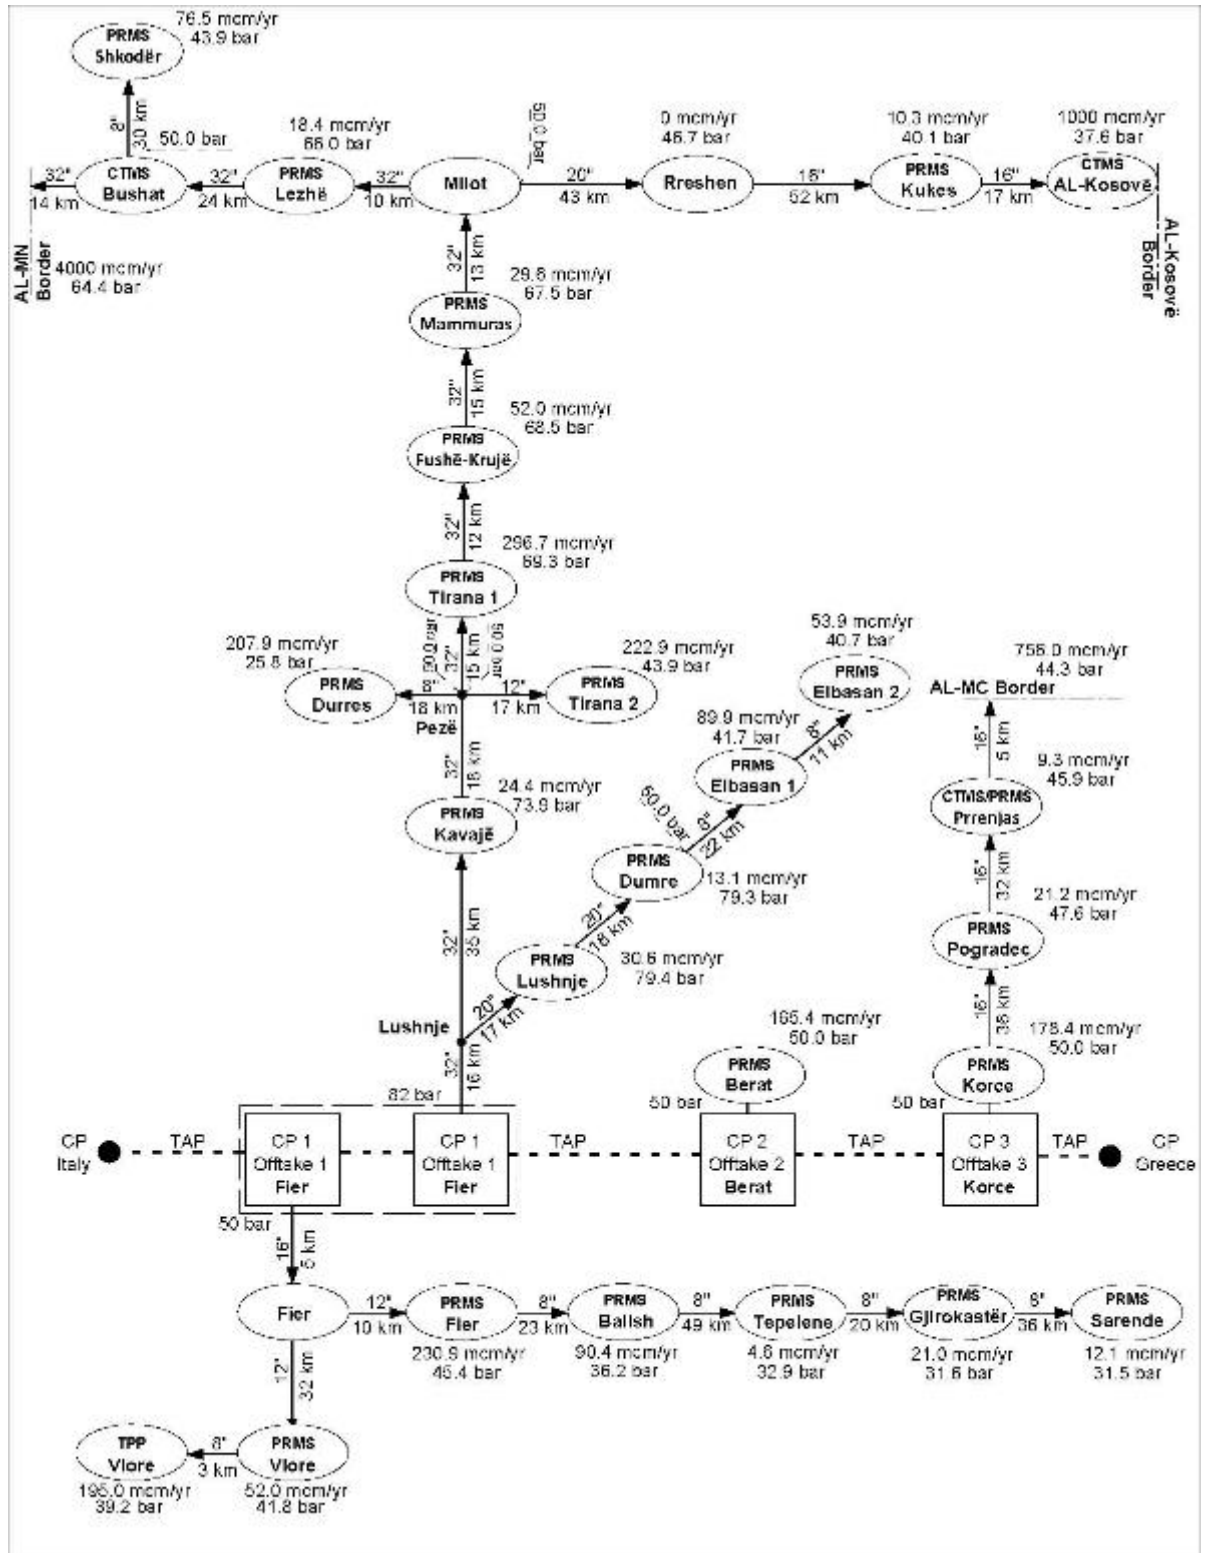 76.5 mcm/yr
43.9 bar
PRMS
Shkodër
8"
30 km
50.0 bar
18.4 mcm/yr
66.0 bar
50.0 bar
0 mcm/yr
46.7 bar
10.3 mcm/yr
40.1 bar
1000 mcm/yr
37.6 bar
32"
14 km
CTMS
Bushat
32"
24 km
PRMS
Lezhë
32"
10 km
Milot
20"
43 km
Rreshen
16"
52 km
PRMS
Kukes
16"
17 km
CTMS
AL-Kosovë
AL-MN
Border
4000 mcm/yr
64.4 bar
AL-Kosovë
Border
32"
13 km
29.8 mcm/yr
67.5 bar
PRMS
Mammuras
32"
15 km
52.0 mcm/yr
68.5 bar
PRMS
Fushë-Krujë
32"
12 km
296.7 mcm/yr
69.3 bar
PRMS
Tirana 1
50.0 bar
32"
15 km
50.0 bar
207.9 mcm/yr
25.8 bar
PRMS
Durres
8"
18 km
Pezë
12"
17 km
222.9 mcm/yr
43.9 bar
PRMS
Tirana 2
53.9 mcm/yr
40.7 bar
PRMS
Elbasan 2
756.0 mcm/yr
44.3 bar
AL-MC Border
32"
18 km
24.4 mcm/yr
73.9 bar
PRMS
Kavajë
89.9 mcm/yr
41.7 bar
8"
11 km
PRMS
Elbasan 1
16"
5 km
9.3 mcm/yr
45.9 bar
CTMS/PRMS
Prrenjas
50.0 bar
8"
22 km
PRMS
Dumre
13.1 mcm/yr
79.3 bar
16"
32 km
21.2 mcm/yr
47.6 bar
PRMS
Pogradec
32"
35 km
20"
18 km
PRMS
Lushnje
30.6 mcm/yr
79.4 bar
16"
36 km
Lushnje
20"
17 km
32"
16 km
165.4 mcm/yr
50.0 bar
PRMS
Berat
178.4 mcm/yr
50.0 bar
PRMS
Korce
82 bar
50 bar
50 bar
CP
Italy
TAP
CP 1
Offtake 1
Fier
CP 1
Offtake 1
Fier
TAP
CP 2
Offtake 2
Berat
TAP
CP 3
Offtake 3
Korce
TAP
CP
Greece
50 bar
16"
5 km
Fier
12"
10 km
PRMS
Fier
8"
23 km
PRMS
Ballsh
8"
49 km
PRMS
Tepelene
8"
20 km
PRMS
Gjirokastër
6"
36 km
PRMS
Sarende
230.9 mcm/yr
45.4 bar
90.4 mcm/yr
36.2 bar
4.6 mcm/yr
32.9 bar
21.0 mcm/yr
31.6 bar
12.1 mcm/yr
31.5 bar
12"
32 km
TPP
Vlore
8"
3 km
PRMS
Vlore
195.0 mcm/yr
39.2 bar
52.0 mcm/yr
41.8 bar